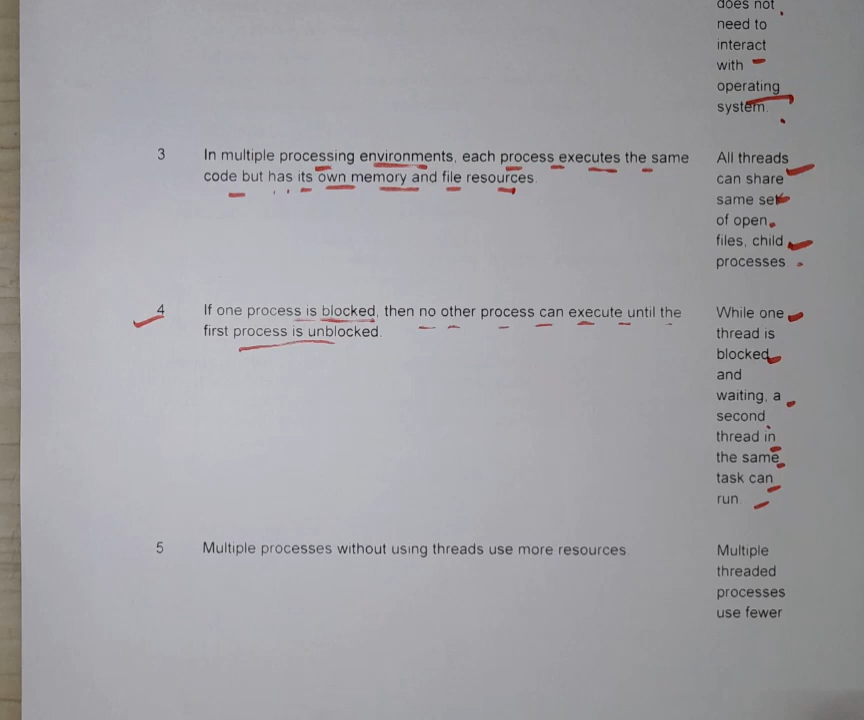 does not
need to
interact
with
operating
system.
3 In multiple processing environments, each process executes the same
code but has its own memory and file resources.
All threads
can share
same set
of open
files, child
processes.
4 If one process is blocked, then no other process can execute until the
first process is unblocked.
While one
thread is
blocked
and
waiting, a
second
thread in
the same
task can
run.
5 Multiple processes without using threads use more resources.
Multiple
threaded
processes
use fewer